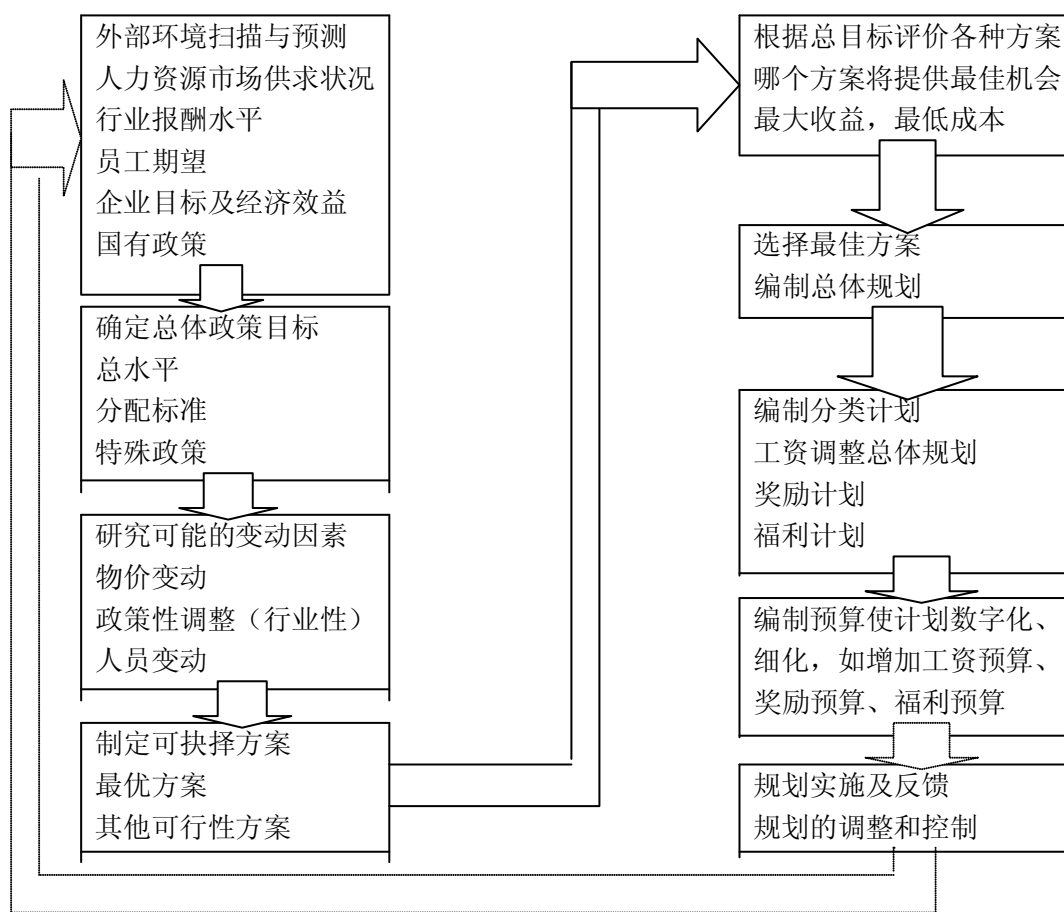 外部环境扫描与预测
人力资源市场供求状况
行业报酬水平
员工期望
企业目标及经济效益
国有政策
确定总体政策目标
总水平
分配标准
特殊政策
研究可能的变动因素
物价变动
政策性调整（行业性）
人员变动
制定可抉择方案
最优方案
其他可行性方案
根据总目标评价各种方案
哪个方案将提供最佳机会
最大收益，最低成本
选择最佳方案
编制总体规划
编制分类计划
工资调整总体规划
奖励计划
福利计划
编制预算使计划数字化、
细化，如增加工资预算、
奖励预算、福利预算
规划实施及反馈
规划的调整和控制